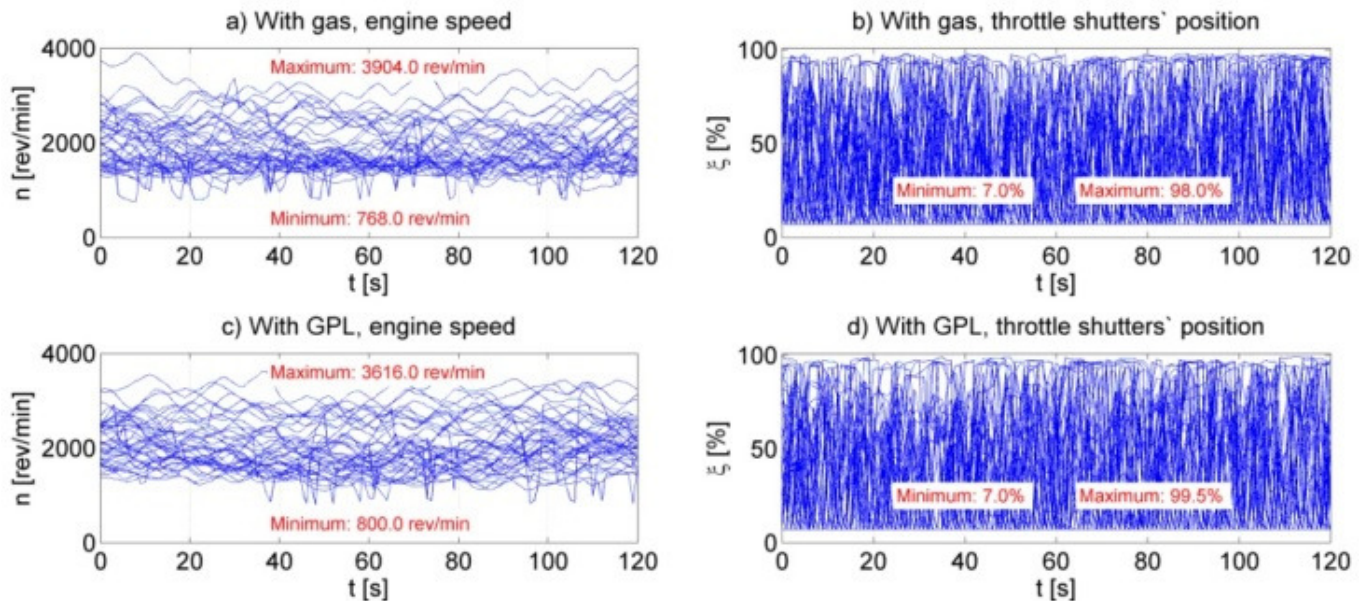 a) With gas, engine speed
b) With gas, throttle shutters` position
4000
Maximum: 3904.0 rev/min
2000
n [rev/min]
Minimum: 768.0 rev/min
0
0 20 40 60 80 100 120
t [s]
100
50
ξ [%]
Minimum: 7.0%
Maximum: 98.0%
0
0 20 40 60 80 100 120
t [s]
c) With GPL, engine speed
d) With GPL, throttle shutters` position
4000
Maximum: 3616.0 rev/min
2000
n [rev/min]
Minimum: 800.0 rev/min
0
0 20 40 60 80 100 120
t [s]
100
50
ξ [%]
Minimum: 7.0%
Maximum: 99.5%
0
0 20 40 60 80 100 120
t [s]